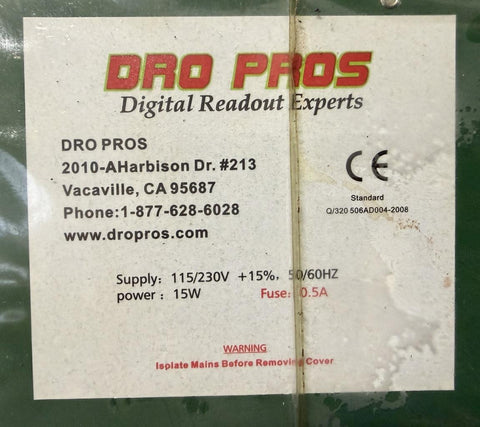 DRO PROS
Digital Readout Experts
DRO PROS
2010-AHarbison Dr. #213
Vacaville, CA 95687
Phone:1-877-628-6028
www.dropros.com
CE
Standard
Q/320 506AD004-2008
Supply: 115/230V +15%, 50/60HZ
power : 15W Fuse: 0.5A
WARNING
Isplate Mains Before Removing Cover